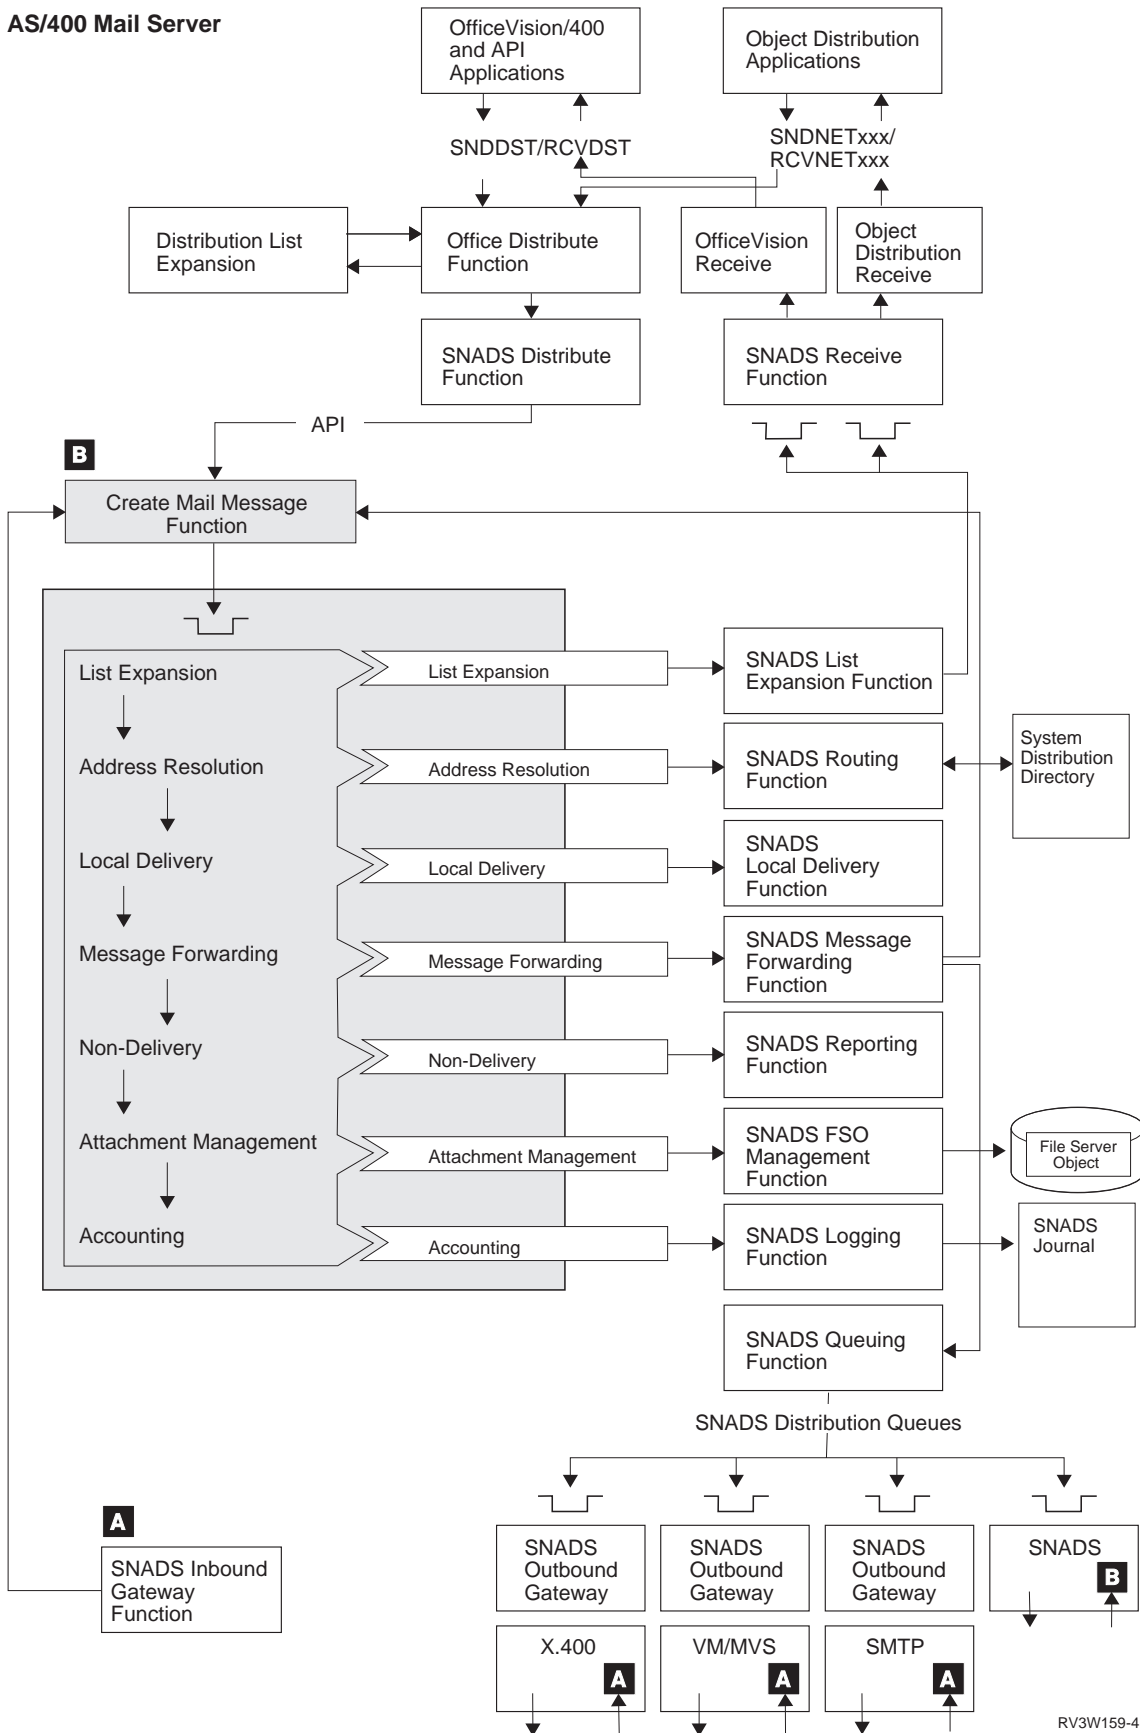 AS/400 Mail Server
OfficeVision/400
and API
Applications
Object Distribution
Applications
SNDDST/RCVDST
SNDNETxxx/
RCVNETxxx
Distribution List
Expansion
Office Distribute
Function
OfficeVision
Receive
Object
Distribution
Receive
SNADS Distribute
Function
SNADS Receive
Function
API
B
Create Mail Message
Function
List Expansion
List Expansion
SNADS List
Expansion Function
Address Resolution
Address Resolution
SNADS Routing
Function
System
Distribution
Directory
Local Delivery
Local Delivery
SNADS
Local Delivery
Function
Message Forwarding
Message Forwarding
SNADS Message
Forwarding
Function
Non-Delivery
Non-Delivery
SNADS Reporting
Function
Attachment Management
Attachment Management
SNADS FSO
Management
Function
File Server
Object
Accounting
Accounting
SNADS Logging
Function
SNADS
Journal
SNADS Queuing
Function
SNADS Distribution Queues
A
SNADS Inbound
Gateway
Function
SNADS
Outbound
Gateway
SNADS
Outbound
Gateway
SNADS
Outbound
Gateway
SNADS
B
X.400
A
VM/MVS
A
SMTP
A
RV3W159-4